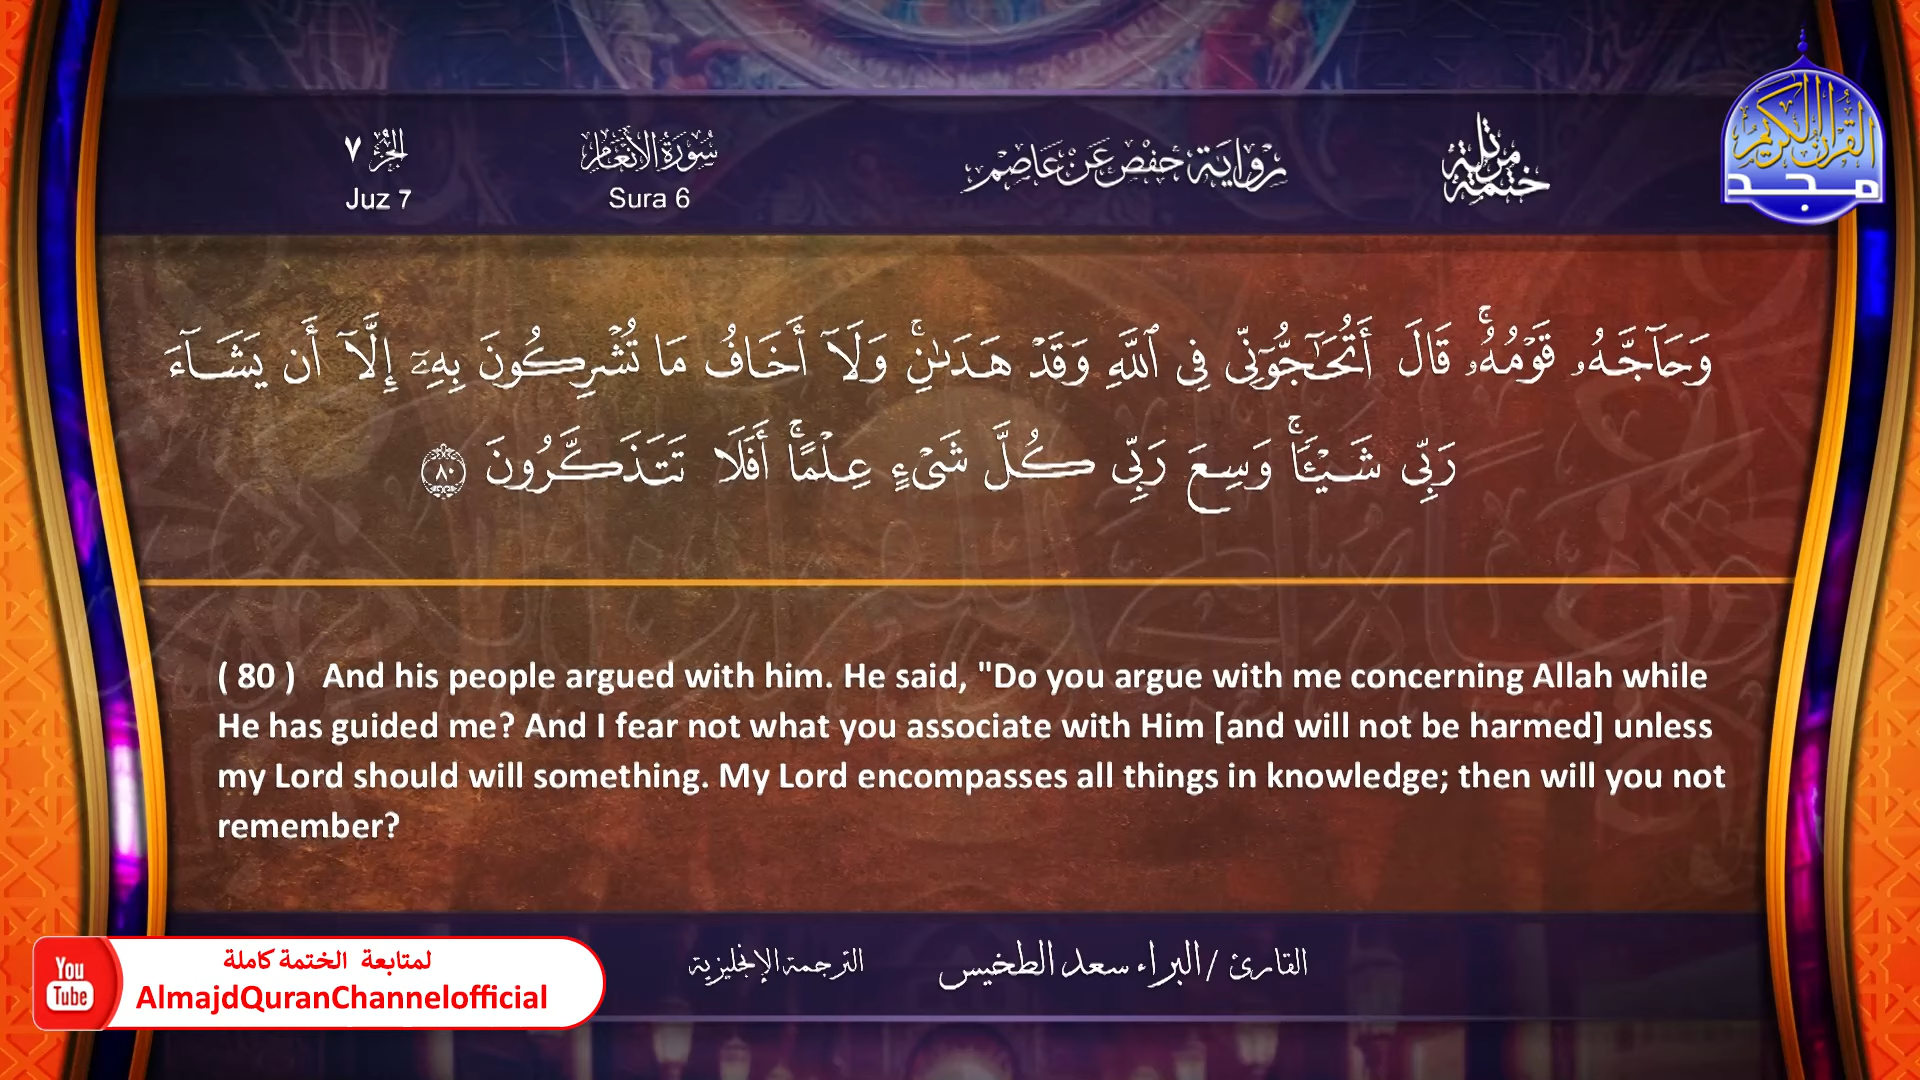 الجزء ٧
Juz 7
سورة الأنعام
Sura 6
رواية حفص عن عاصم
ختمة مرتلة
القرآن الكريم
مجد
وَحَآجَّهُۥ قَوْمُهُۥۚ قَالَ أَتُحَٰٓجُّوٓنِّى فِى ٱللَّهِ وَقَدْ هَدَىٰنِۚ وَلَآ أَخَافُ مَا تُشْرِكُونَ بِهِۦٓ إِلَّآ أَن يَشَآءَ
رَبِّى شَيْـًٔاۚ وَسِعَ رَبِّى كُلَّ شَىْءٍ عِلْمًاۚ أَفَلَا تَتَذَكَّرُونَ ٨٠
( 80 ) And his people argued with him. He said, "Do you argue with me concerning Allah while
He has guided me? And I fear not what you associate with Him [and will not be harmed] unless
my Lord should will something. My Lord encompasses all things in knowledge; then will you not
remember?
القارئ / البراء سعد الطخيس
الترجمة الإنجليزية
You
Tube
لمتابعة الختمة كاملة
AlmajdQuranChannelofficial